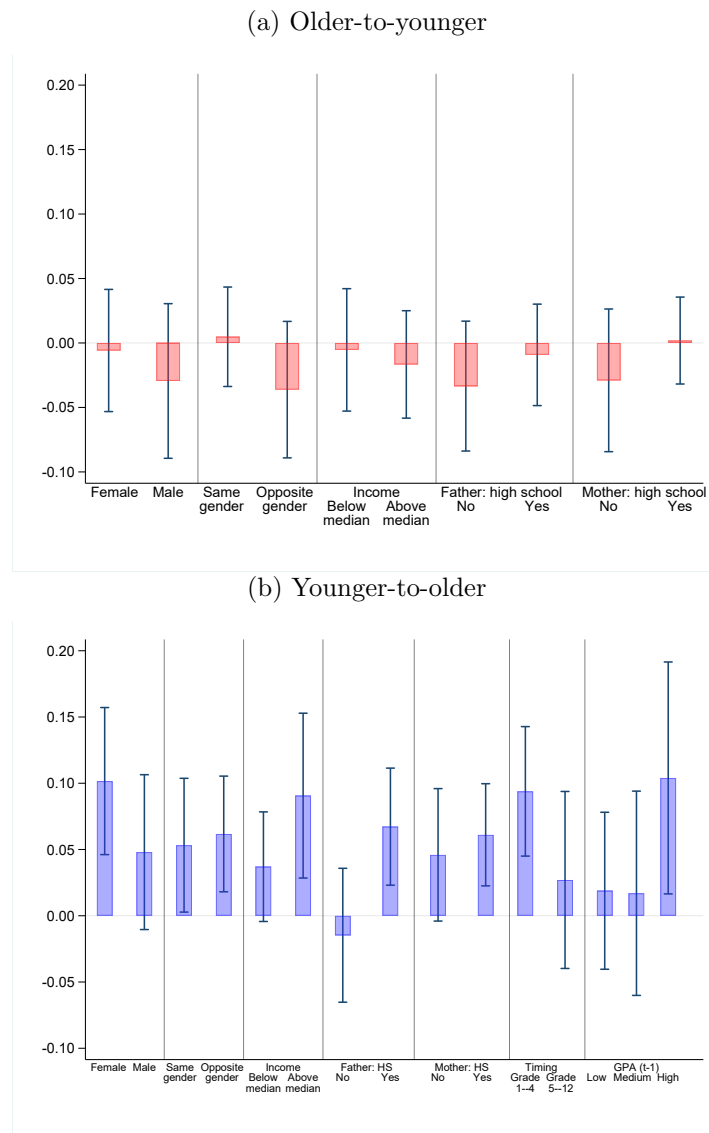 (a) Older-to-younger
0.20
0.15
0.10
0.05
0.00
-0.05
-0.10
Female Male Same Opposite Income Father: high school Mother: high school
gender gender Below Above No Yes No Yes
median median
(b) Younger-to-older
0.20
0.15
0.10
0.05
0.00
-0.05
-0.10
Female Male Same Opposite Income Father: HS Mother: HS Timing GPA (t-1)
gender gender Below Above No Yes No Yes Grade Grade Low Medium High
median median 1--4 5--12